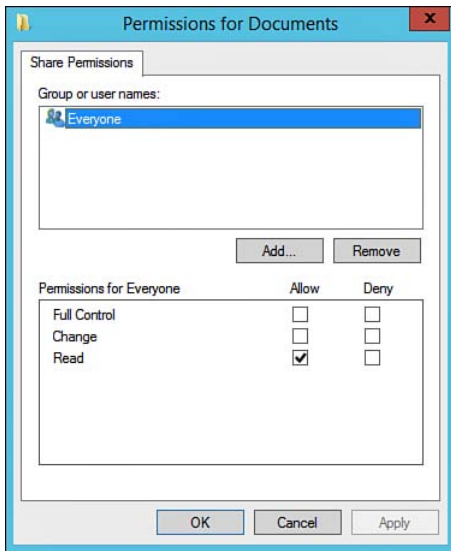 Permissions for Documents
x
Share Permissions
Group or user names:
Everyone
Add... Remove
Permissions for Everyone Allow Deny
Full Control
Change
Read
OK Cancel Apply